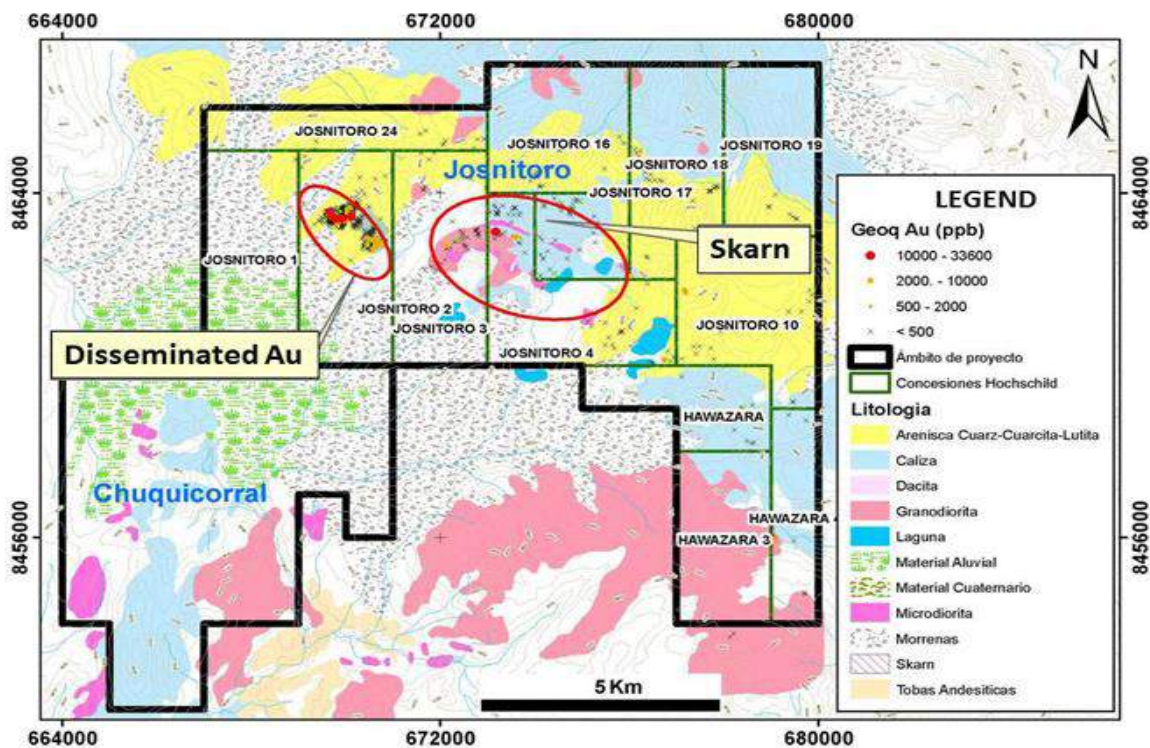 664000 672000 680000
N
JOSNITORO 24
JOSNITORO 16
JOSNITORO 19
JOSNITORO 18
Josnitoro
JOSNITORO 17
8464000 8464000
Skarn
JOSNITORO 1
JOSNITORO 2
JOSNITORO 3
JOSNITORO 10
Disseminated Au
JOSNITORO 4
HAWAZARA
Chuquicorral
HAWAZARA 4
HAWAZARA 3
8456000 8456000
5 Km
664000 672000 680000
LEGEND
Geoq Au (ppb)
10000 - 33600
2000. - 10000
500 - 2000
< 500
Ámbito de proyecto
Concesiones Hochschild
Litologia
Arenisca Cuarz-Cuarcita-Lutita
Caliza
Dacita
Granodiorita
Laguna
Material Aluvial
Material Cuaternario
Microdiorita
Morrenas
Skarn
Tobas Andesiticas